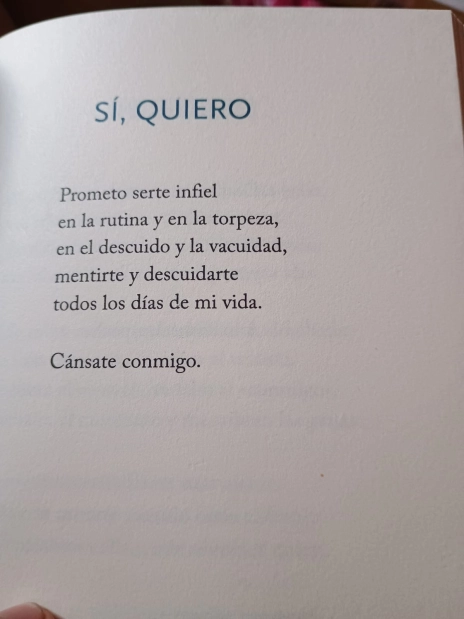 SÍ, QUIERO
Prometo serte infiel
en la rutina y en la torpeza,
en el descuido y la vacuidad,
mentirte y descuidarte
todos los días de mi vida.
Cánsate conmigo.